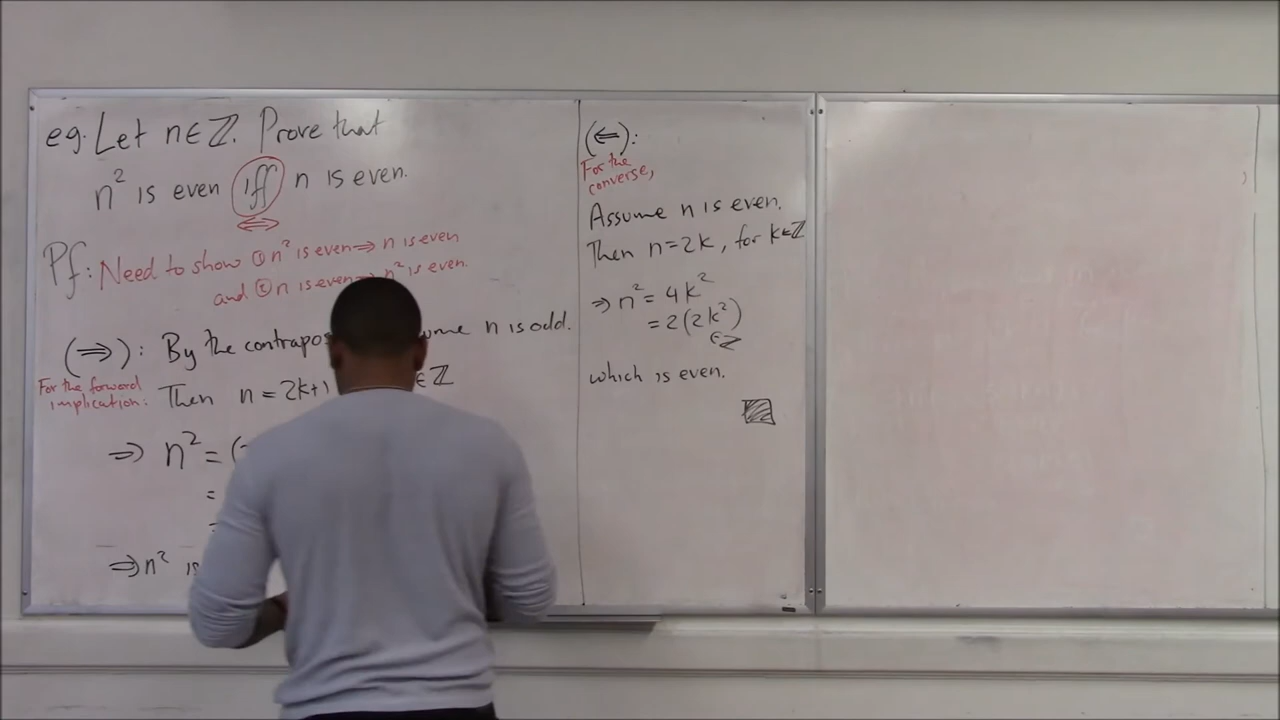 eg. Let n∈ℤ. Prove that
n² is even iff n is even.
⇔
Pf: Need to show ① n² is even ⇒ n is even
and ② n is even ⇒ n² is even.
(⇒): By the contrapos n is odd.
For the forward
implication:
Then n = 2k+1 ∈ℤ
⇒ n² = (
=
=
⇒ n² is
(⇐):
For the
converse,
Assume n is even.
Then n = 2k, for k∈ℤ
⇒ n² = 4k²
= 2(2k²)
∈ℤ
which is even.